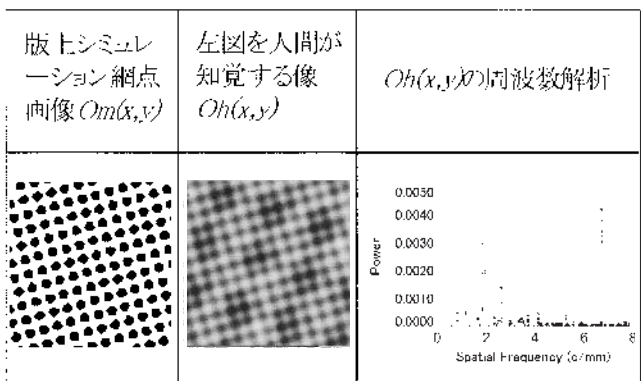 版上シミュレ
ーション網点
画像 Om(x,y)
左図を人間が
知覚する像
Oh(x,y)
Oh(x,y)の周波数解析
0.0050
0.0040
0.0030
0.0020
0.0010
0.0000
Power
0 2 4 6 8
Spatial Frequency (c/mm)